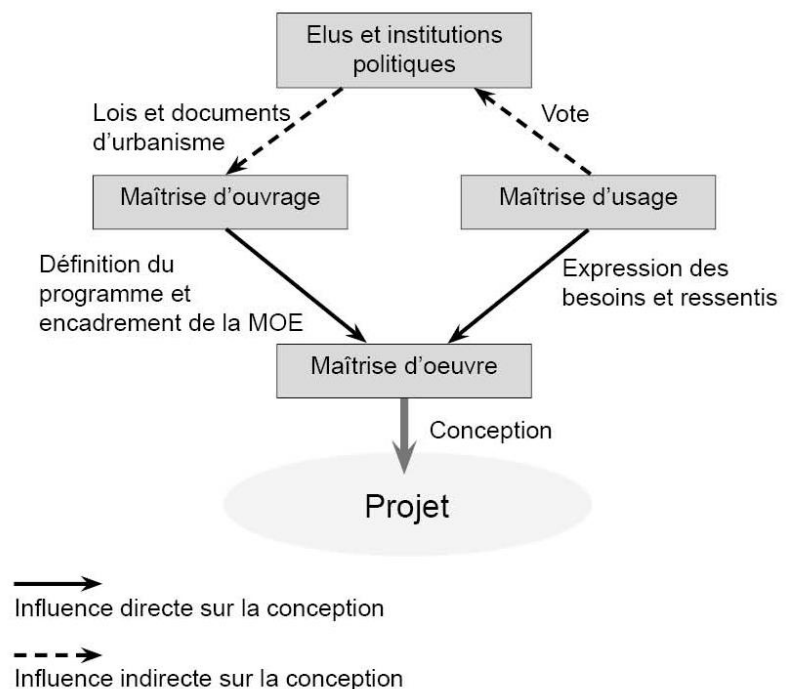 Elus et institutions
politiques
Lois et documents
d'urbanisme
Vote
Maîtrise d'ouvrage
Maîtrise d'usage
Définition du
programme et
encadrement de la MOE
Expression des
besoins et ressentis
Maîtrise d'oeuvre
Conception
Projet
Influence directe sur la conception
Influence indirecte sur la conception